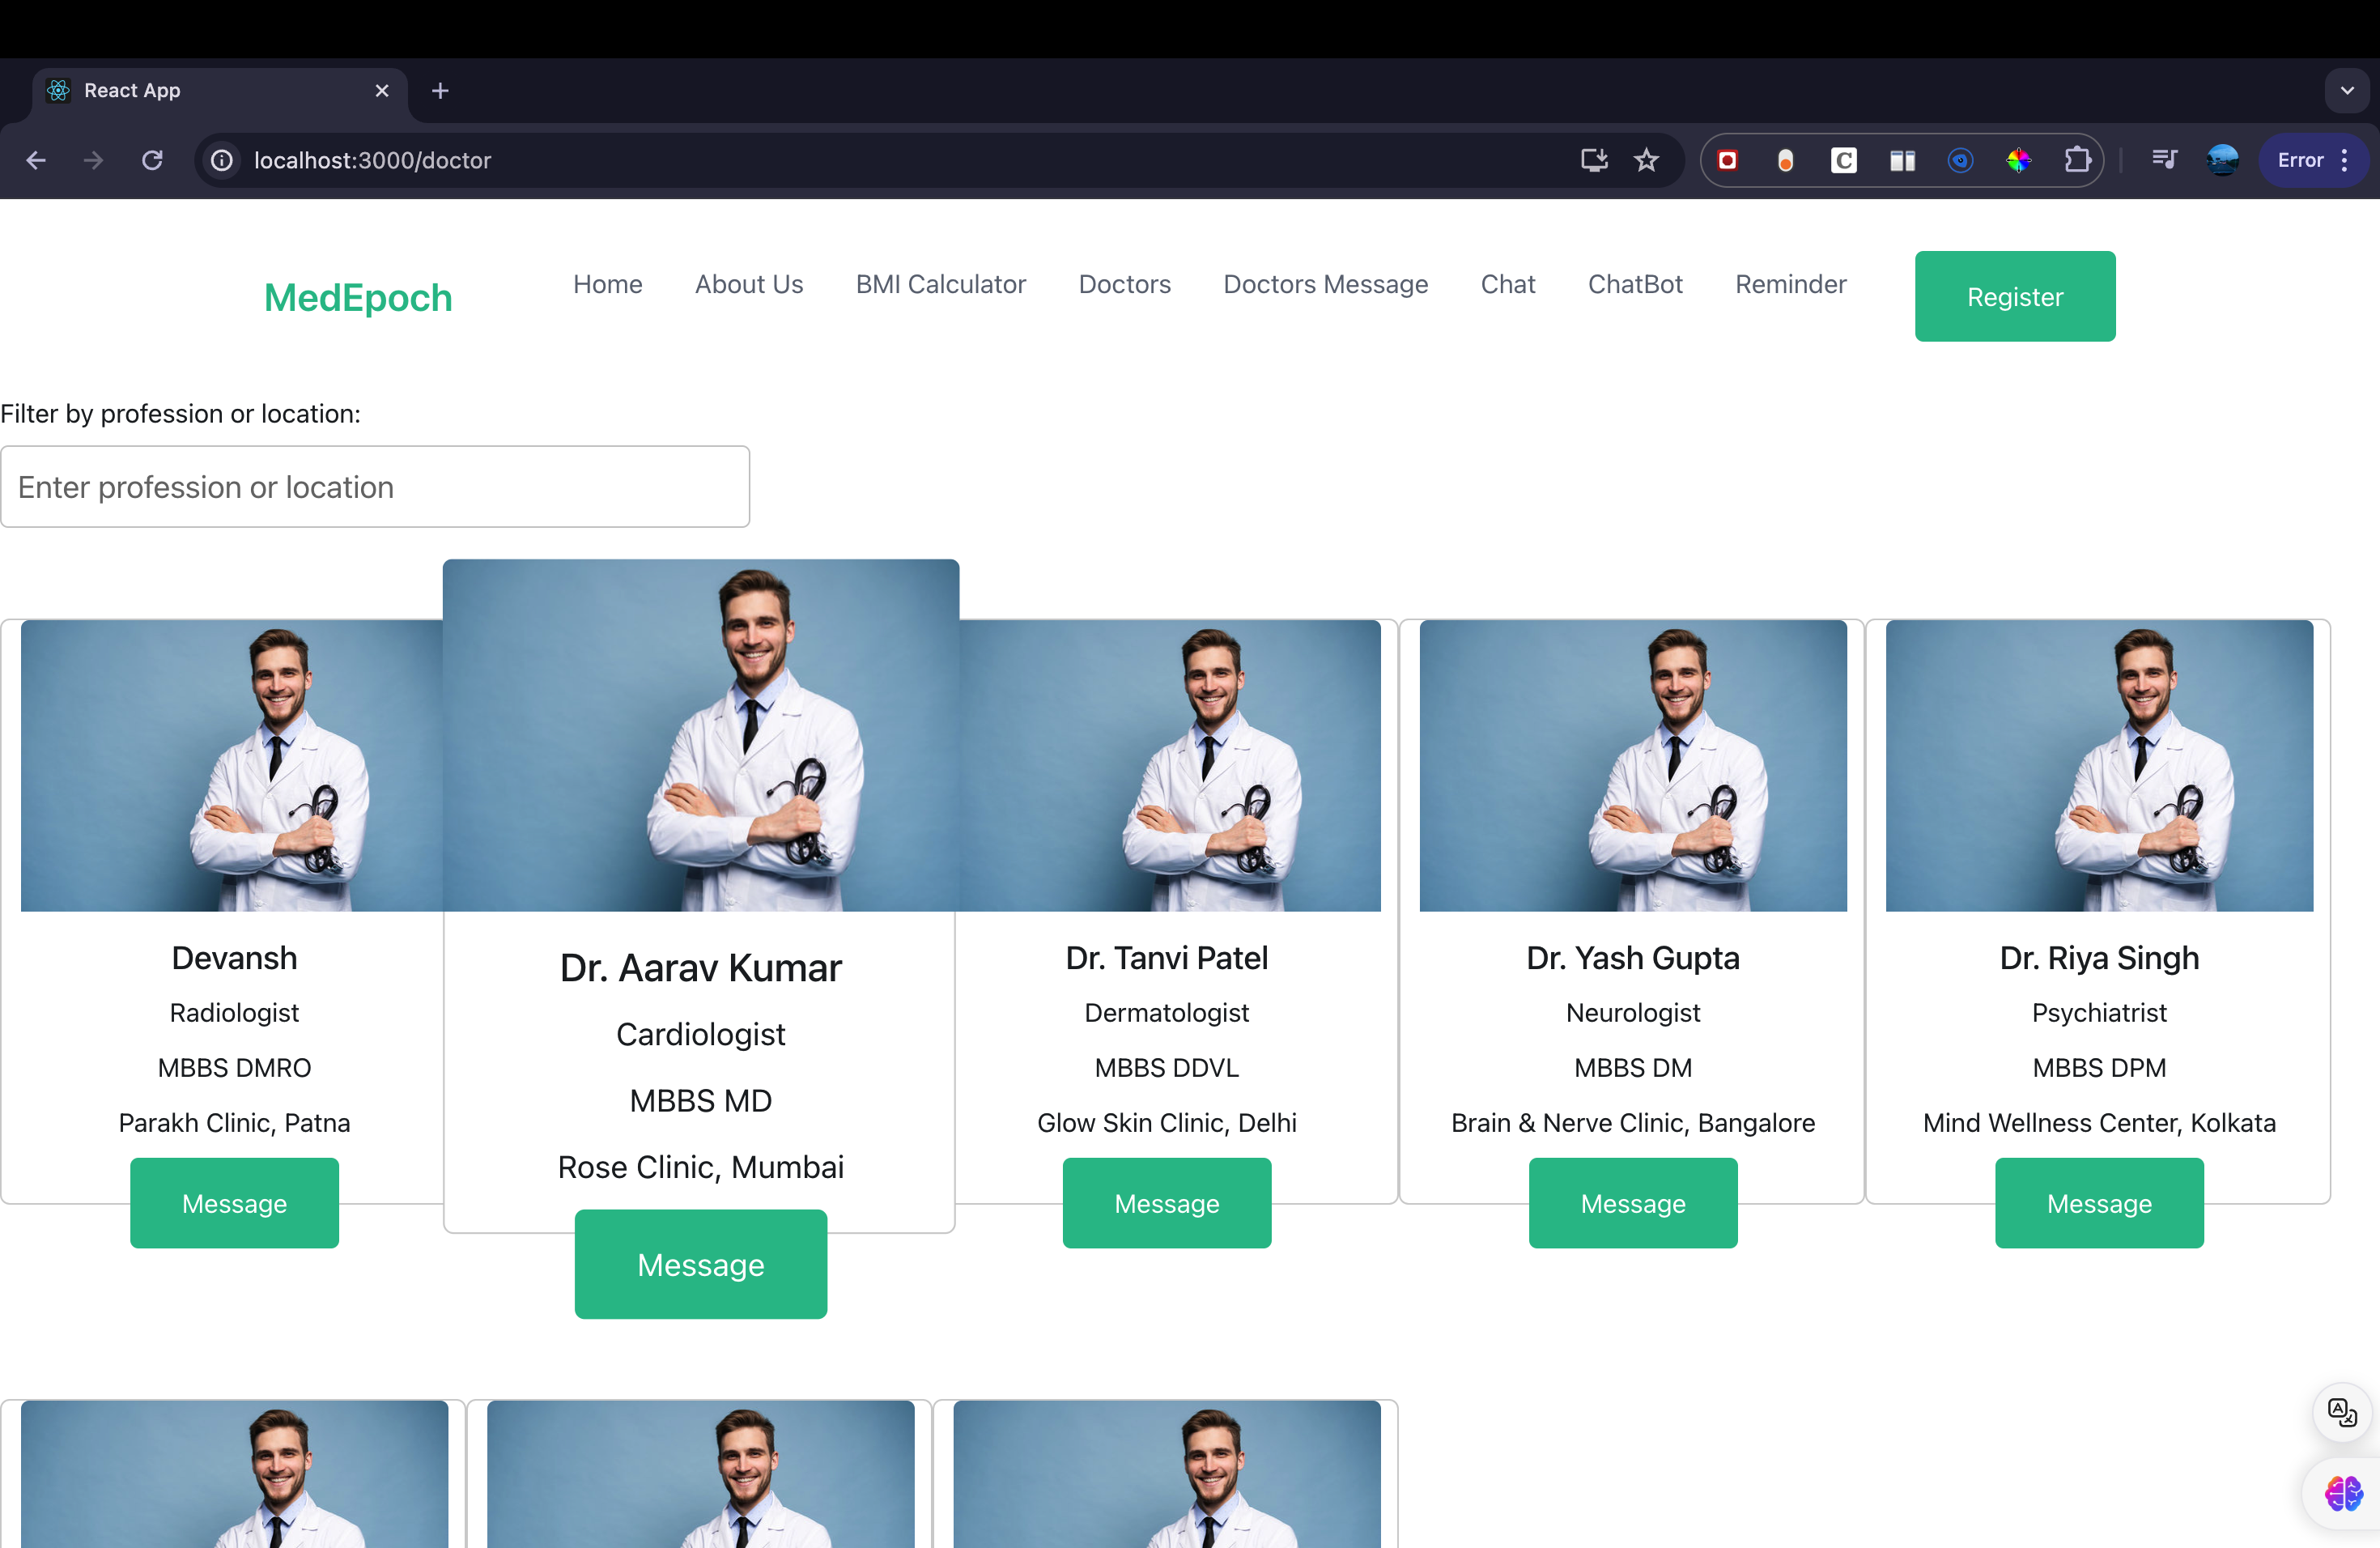 React App
localhost:3000/doctor
Error
MedEpoch
Home
About Us
BMI Calculator
Doctors
Doctors Message
Chat
ChatBot
Reminder
Register
Filter by profession or location:
Enter profession or location
Devansh
Radiologist
MBBS DMRO
Parakh Clinic, Patna
Message
Dr. Aarav Kumar
Cardiologist
MBBS MD
Rose Clinic, Mumbai
Message
Dr. Tanvi Patel
Dermatologist
MBBS DDVL
Glow Skin Clinic, Delhi
Message
Dr. Yash Gupta
Neurologist
MBBS DM
Brain & Nerve Clinic, Bangalore
Message
Dr. Riya Singh
Psychiatrist
MBBS DPM
Mind Wellness Center, Kolkata
Message